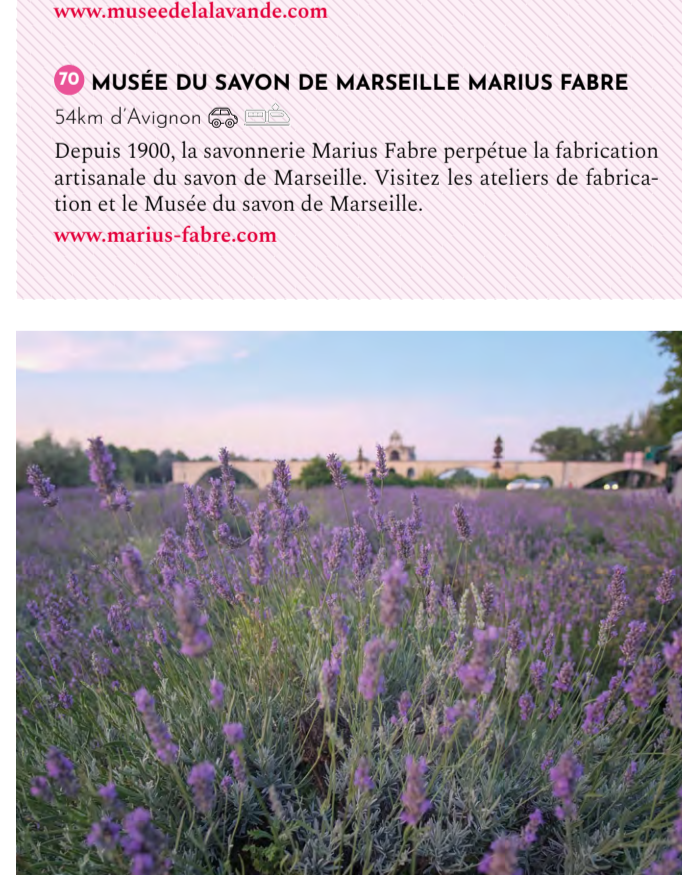 www.museedelalavande.com
70 MUSÉE DU SAVON DE MARSEILLE MARIUS FABRE
54km d'Avignon
Depuis 1900, la savonnerie Marius Fabre perpétue la fabrication
artisanale du savon de Marseille. Visitez les ateliers de fabrica-
tion et le Musée du savon de Marseille.
www.marius-fabre.com